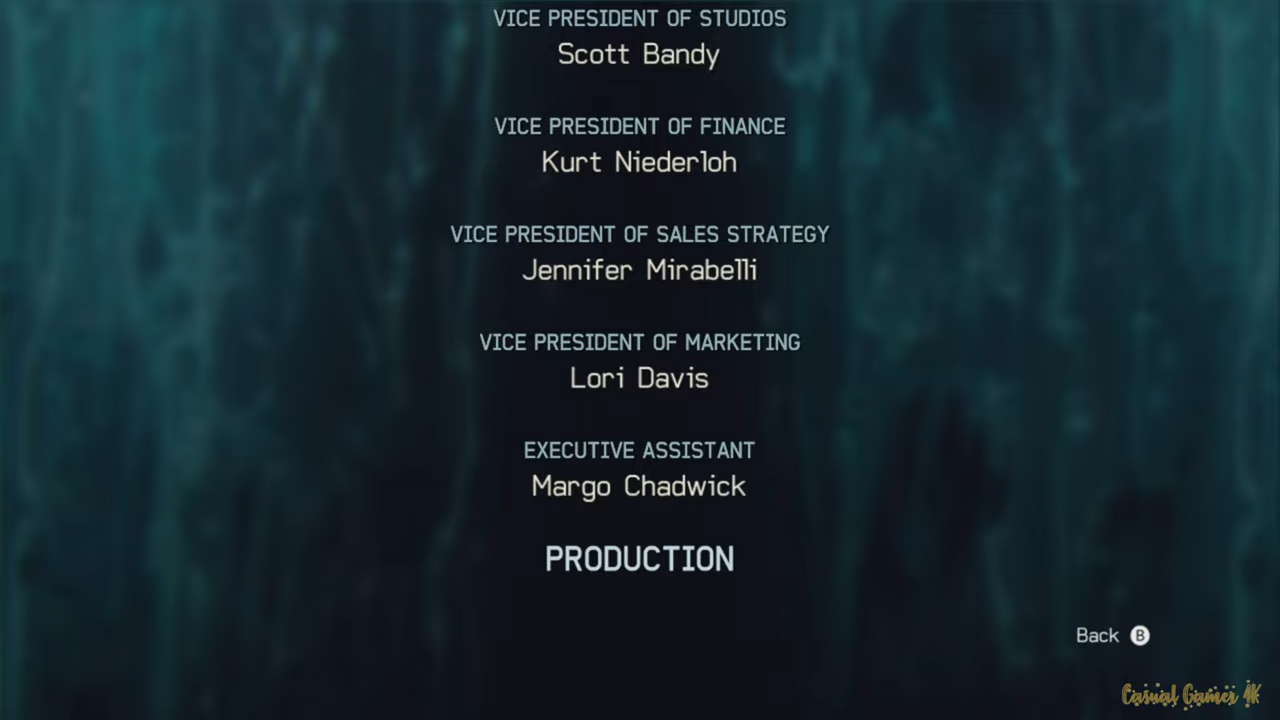 VICE PRESIDENT OF STUDIOS
Scott Bandy
VICE PRESIDENT OF FINANCE
Kurt Niederloh
VICE PRESIDENT OF SALES STRATEGY
Jennifer Mirabelli
VICE PRESIDENT OF MARKETING
Lori Davis
EXECUTIVE ASSISTANT
Margo Chadwick
PRODUCTION
Back B
Casual Gamer 4K